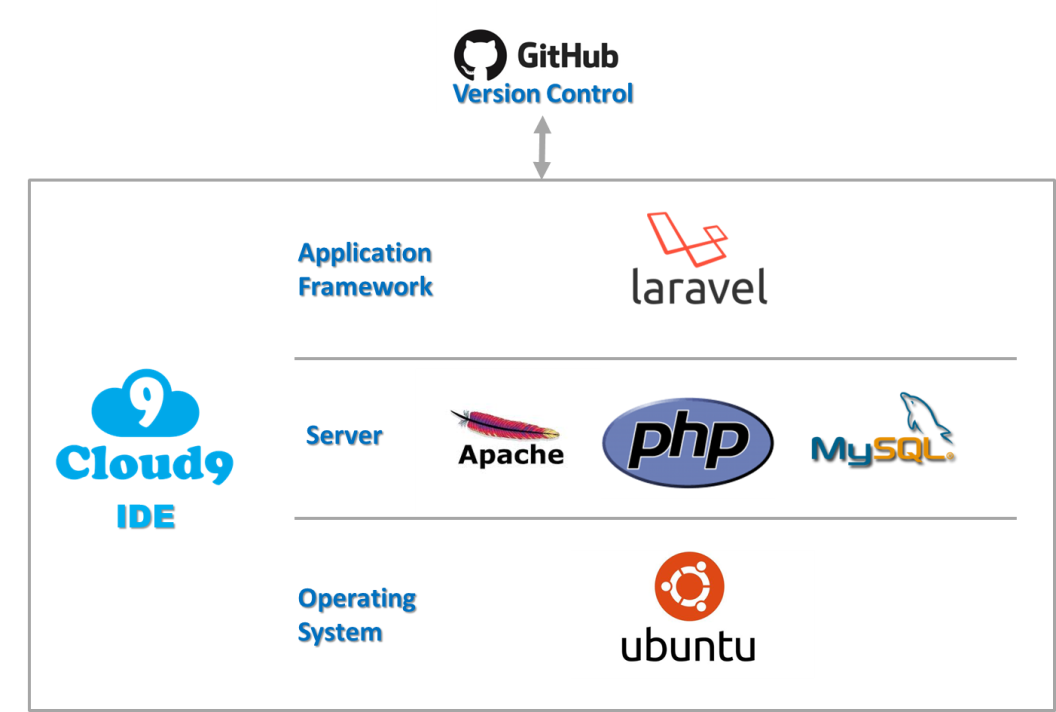 GitHub
Version Control
Application
Framework
laravel
9
Cloud9
IDE
Server
Apache
php
MySQL®
Operating
System
ubuntu